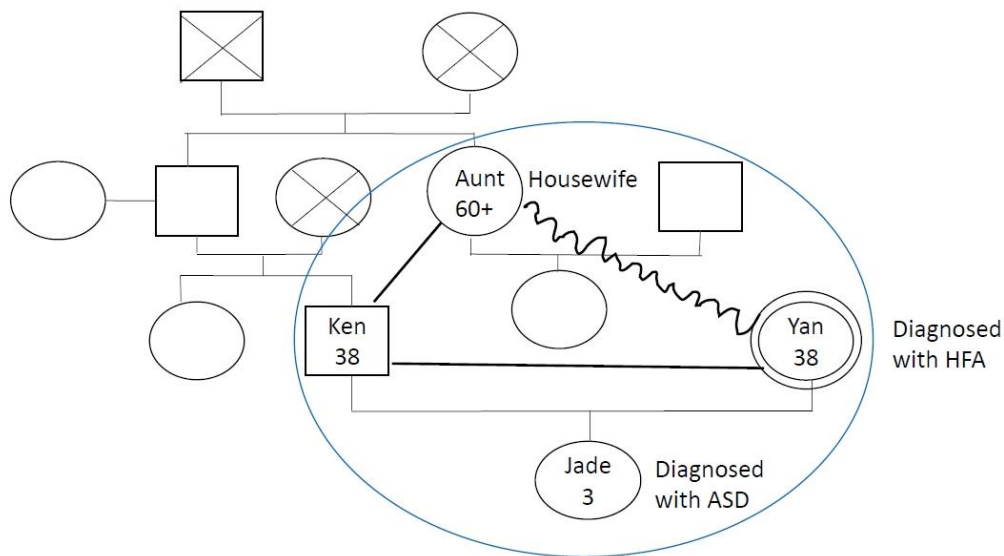 Aunt
60+
Housewife
Ken
38
Yan
38
Diagnosed
with HFA
Jade
3
Diagnosed
with ASD